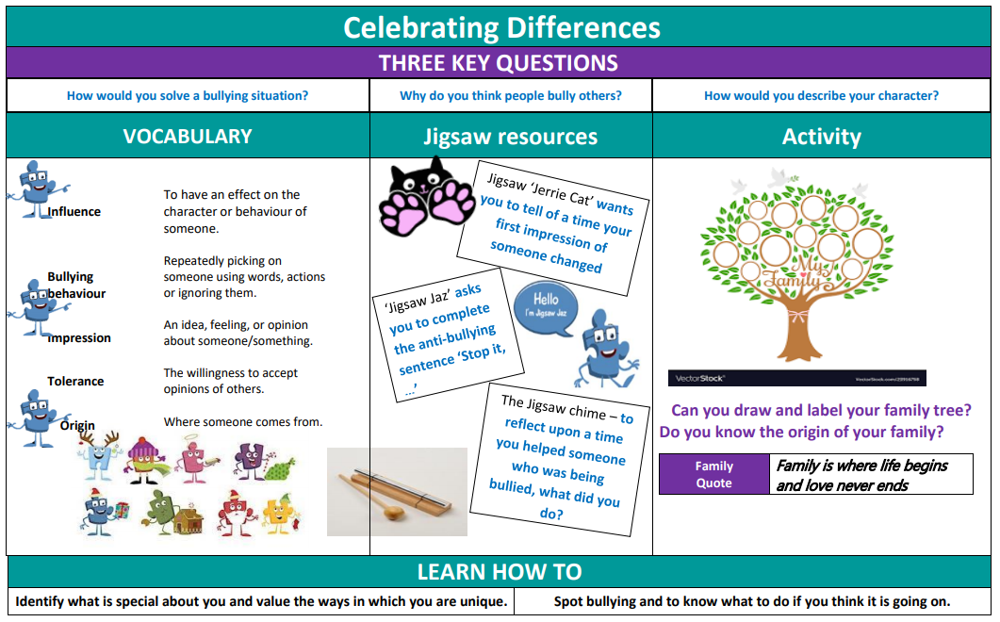 Celebrating Differences
THREE KEY QUESTIONS
How would you solve a bullying situation?
Why do you think people bully others?
How would you describe your character?
VOCABULARY
Influence
To have an effect on the
character or behaviour of
someone.
Bullying
behaviour
Repeatedly picking on
someone using words, actions
or ignoring them.
Impression
An idea, feeling, or opinion
about someone/something.
Tolerance
The willingness to accept
opinions of others.
Origin
Where someone comes from.
Jigsaw resources
Jigsaw ‘Jerrie Cat’ wants
you to tell of a time your
first impression of
someone changed
‘Jigsaw Jaz’ asks
you to complete
the anti-bullying
sentence ‘Stop it,
...’
Hello
I'm Jigsaw Jaz
The Jigsaw chime – to
reflect upon a time
you helped someone
who was being
bullied, what did you
do?
Activity
My
Family
VectorStock®
Can you draw and label your family tree?
Do you know the origin of your family?
Family
Quote
Family is where life begins
and love never ends
LEARN HOW TO
Identify what is special about you and value the ways in which you are unique.
Spot bullying and to know what to do if you think it is going on.